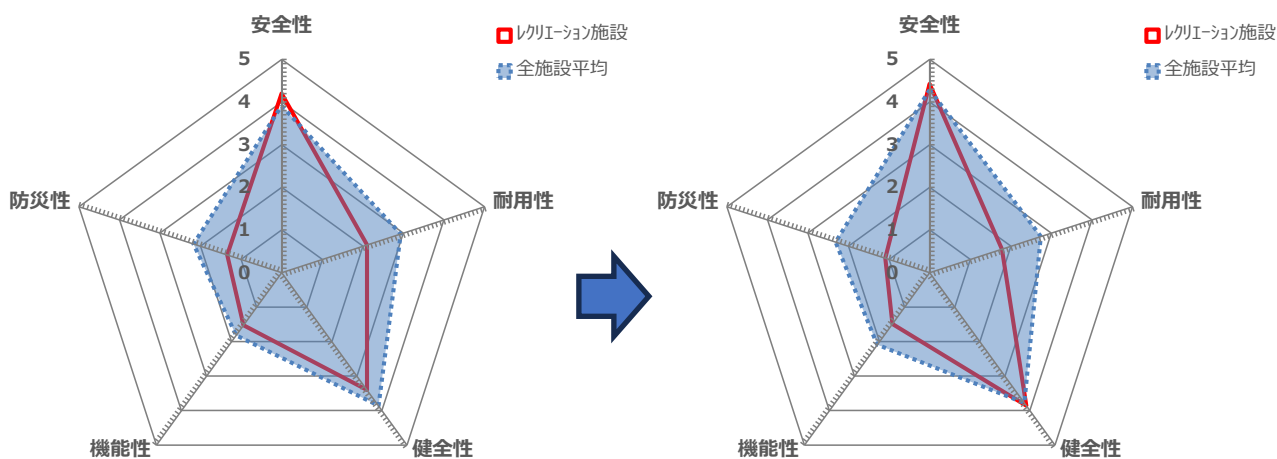 安全性
ﾚｸﾘｴｰｼｮﾝ施設
全施設平均
5
4
3
2
1
0
防災性
耐用性
機能性
健全性
安全性
ﾚｸﾘｴｰｼｮﾝ施設
全施設平均
5
4
3
2
1
0
防災性
耐用性
機能性
健全性